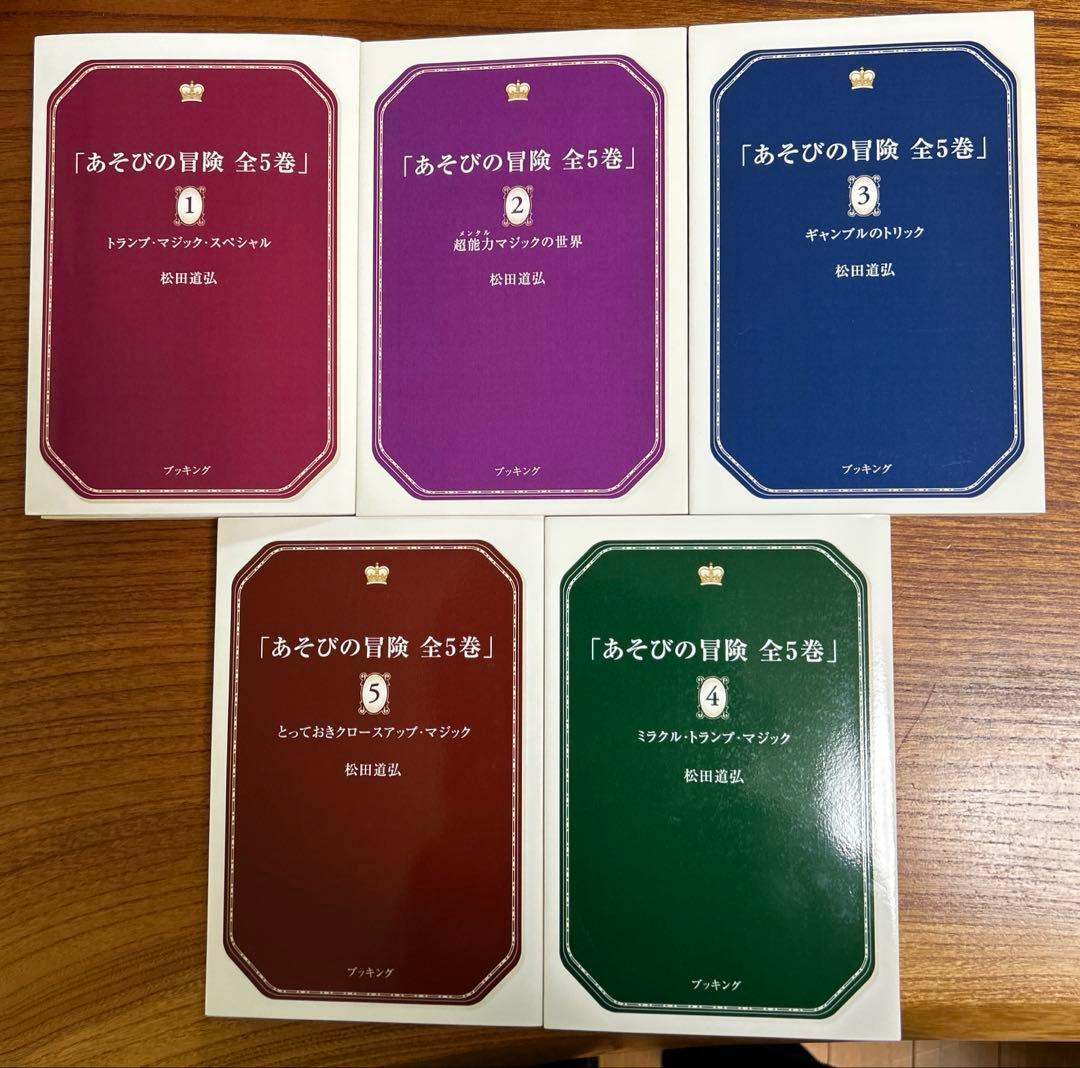 「あそびの冒険 全5巻」
1
トランプ・マジック・スペシャル
松田道弘
ブッキング
「あそびの冒険 全5巻」
2
メンタル
超能力マジックの世界
松田道弘
ブッキング
「あそびの冒険 全5巻」
3
ギャンブルのトリック
松田道弘
ブッキング
「あそびの冒険 全5巻」
5
とっておきクロースアップ・マジック
松田道弘
ブッキング
「あそびの冒険 全5巻」
4
ミラクル・トランプ・マジック
松田道弘
ブッキング